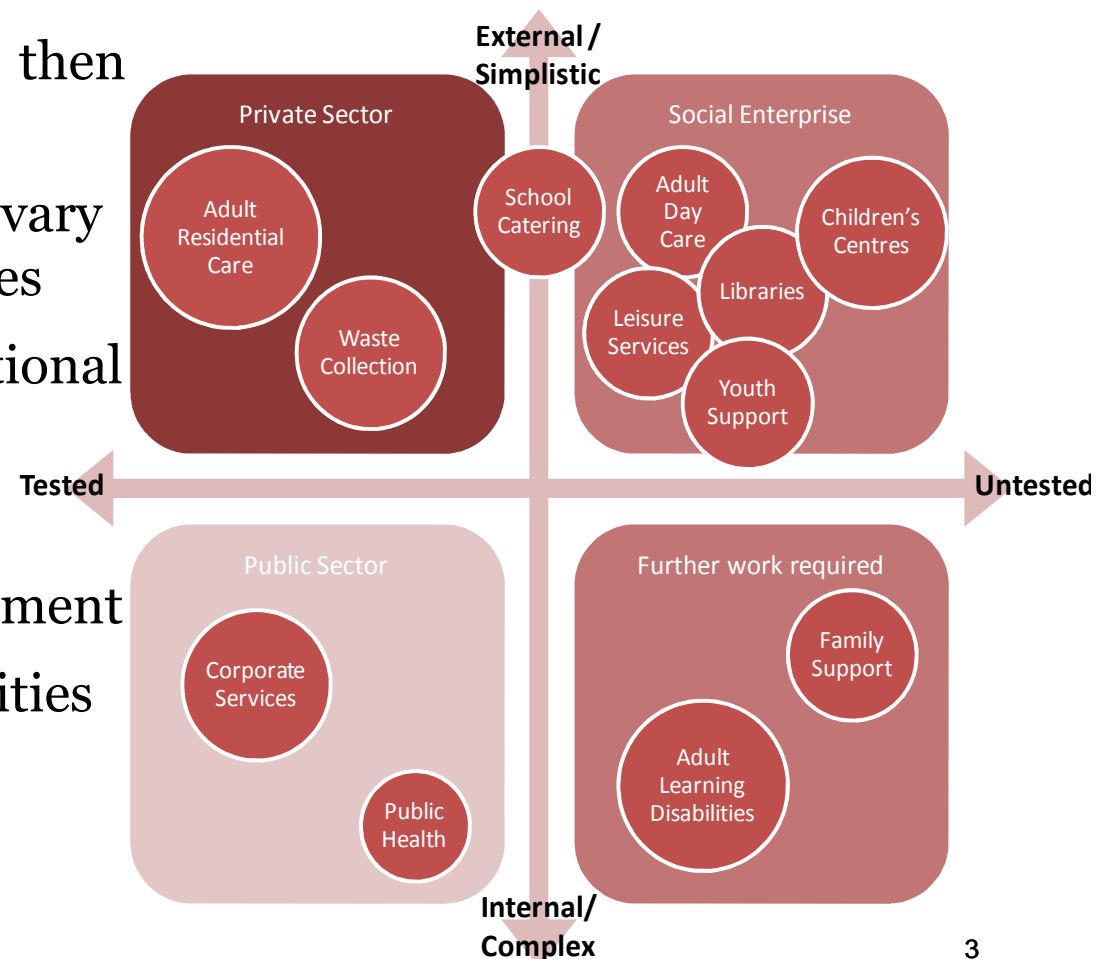 then
vary
es
tional
ment
ities
External /
Simplistic
Private Sector
Social Enterprise
Adult
Residential
Care
Waste
Collection
School
Catering
Adult
Day
Care
Children's
Centres
Libraries
Leisure
Services
Youth
Support
Tested
Untested
Public Sector
Further work required
Corporate
Services
Public
Health
Family
Support
Adult
Learning
Disabilities
Internal/
Complex
3